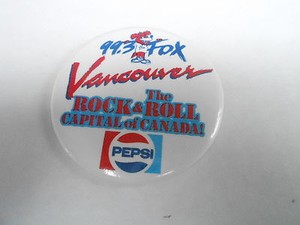 99.3 FOX
Vancouver
The
ROCK & ROLL
CAPITAL of CANADA!
PEPSI